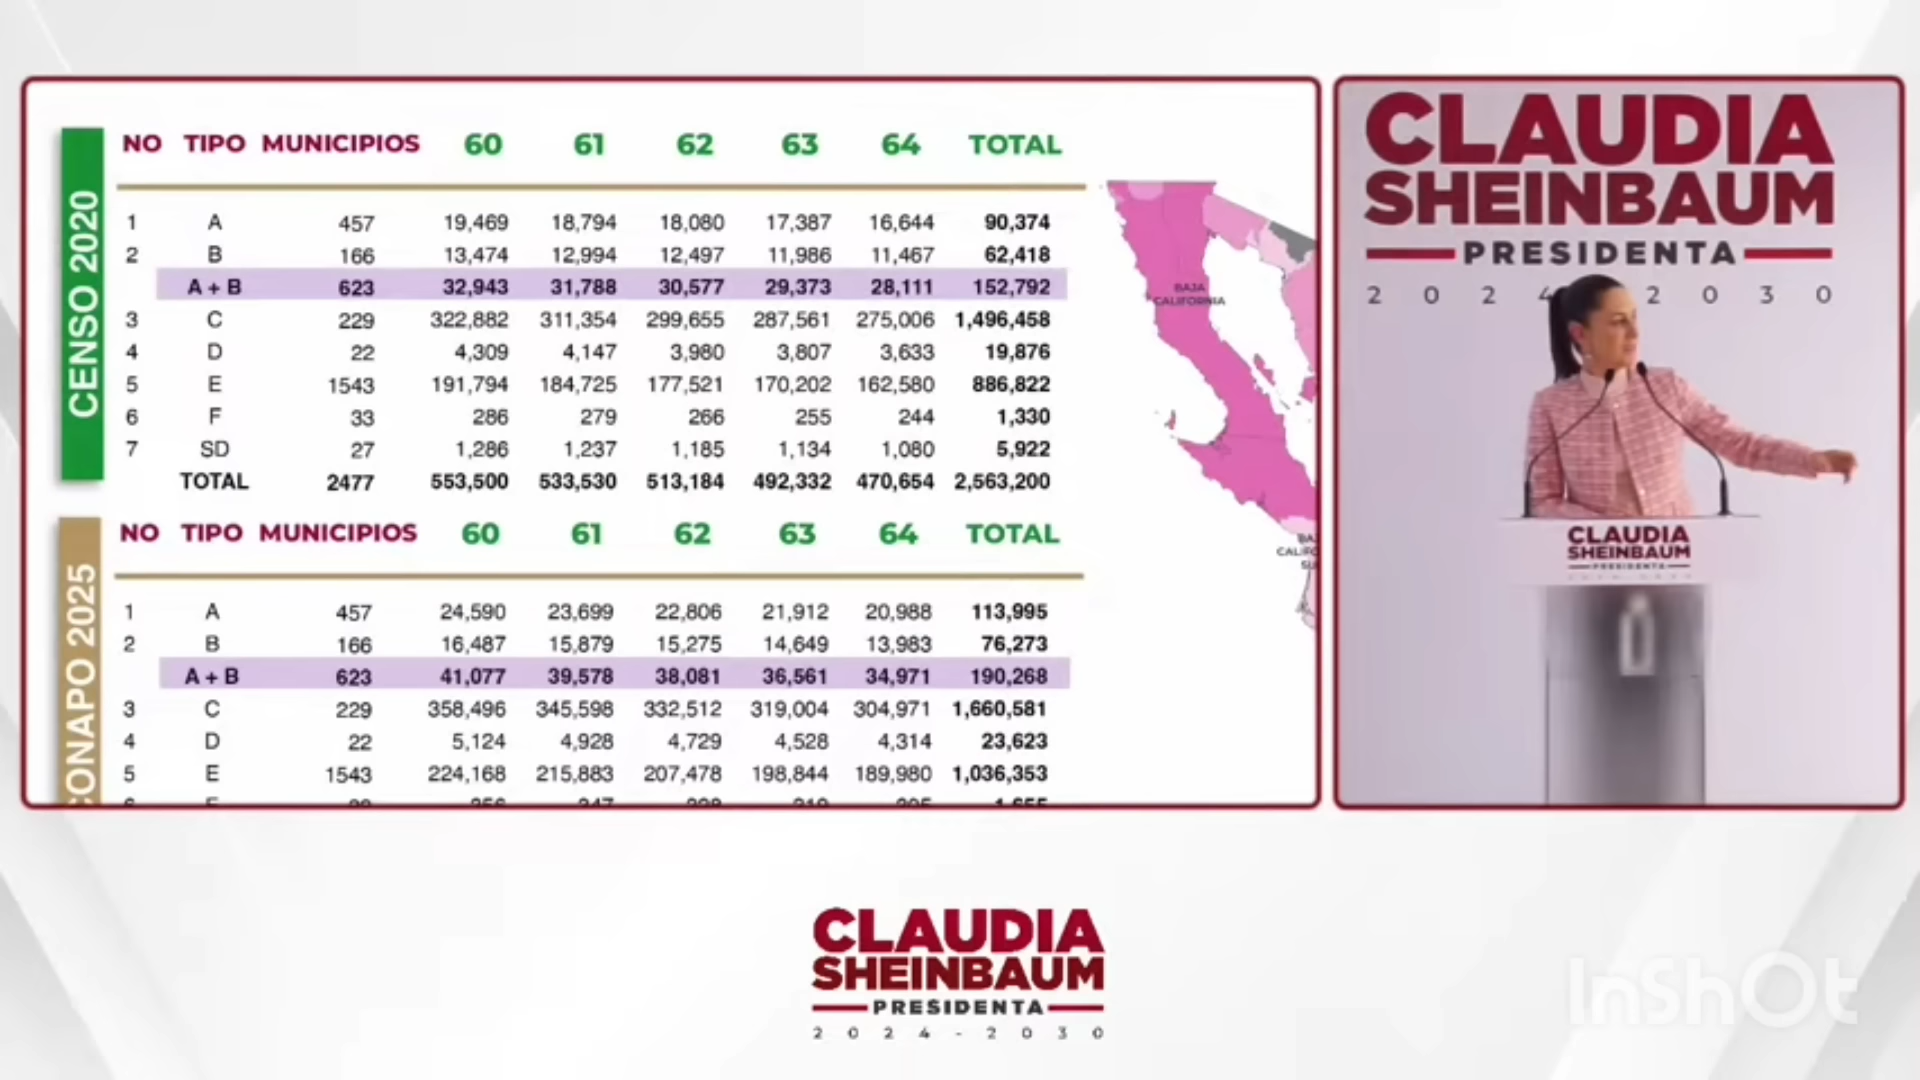 CENSO 2020
NO TIPO MUNICIPIOS 60 61 62 63 64 TOTAL
1 A 457 19,469 18,794 18,080 17,387 16,644 90,374
2 B 166 13,474 12,994 12,497 11,986 11,467 62,418
A + B 623 32,943 31,788 30,577 29,373 28,111 152,792
3 C 229 322,882 311,354 299,655 287,561 275,006 1,496,458
4 D 22 4,309 4,147 3,980 3,807 3,633 19,876
5 E 1543 191,794 184,725 177,521 170,202 162,580 886,822
6 F 33 286 279 266 255 244 1,330
7 SD 27 1,286 1,237 1,185 1,134 1,080 5,922
TOTAL 2477 553,500 533,530 513,184 492,332 470,654 2,563,200
CONAPO 2025
NO TIPO MUNICIPIOS 60 61 62 63 64 TOTAL
1 A 457 24,590 23,699 22,806 21,912 20,988 113,995
2 B 166 16,487 15,879 15,275 14,649 13,983 76,273
A + B 623 41,077 39,578 38,081 36,561 34,971 190,268
3 C 229 358,496 345,598 332,512 319,004 304,971 1,660,581
4 D 22 5,124 4,928 4,729 4,528 4,314 23,623
5 E 1543 224,168 215,883 207,478 198,844 189,980 1,036,353
BAJA
CALIFORNIA
CLAUDIA
SHEINBAUM
PRESIDENTA
2 0 2 4 2 0 3 0
CLAUDIA
SHEINBAUM
PRESIDENTA
CLAUDIA
SHEINBAUM
PRESIDENTA
2 0 2 4 - 2 0 3 0
InShOt